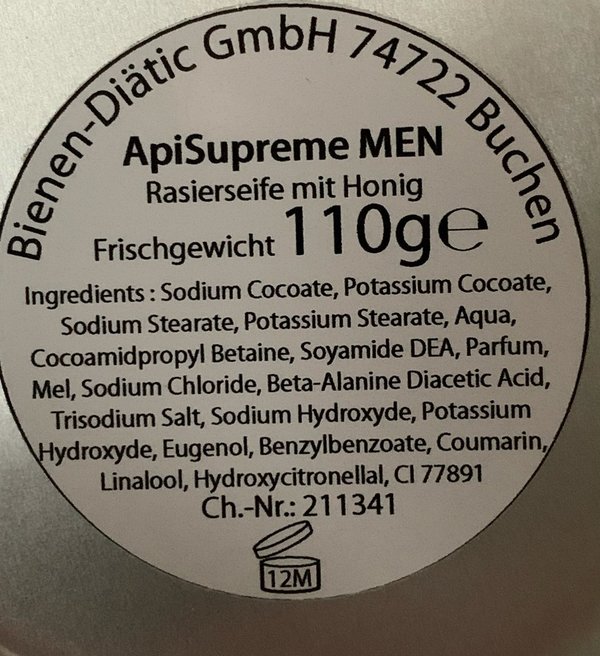 Bienen-Diätic GmbH 74722 Buchen
ApiSupreme MEN
Rasierseife mit Honig
Frischgewicht 110g℮
Ingredients : Sodium Cocoate, Potassium Cocoate,
Sodium Stearate, Potassium Stearate, Aqua,
Cocoamidpropyl Betaine, Soyamide DEA, Parfum,
Mel, Sodium Chloride, Beta-Alanine Diacetic Acid,
Trisodium Salt, Sodium Hydroxyde, Potassium
Hydroxyde, Eugenol, Benzylbenzoate, Coumarin,
Linalool, Hydroxycitronellal, CI 77891
Ch.-Nr.: 211341
12M